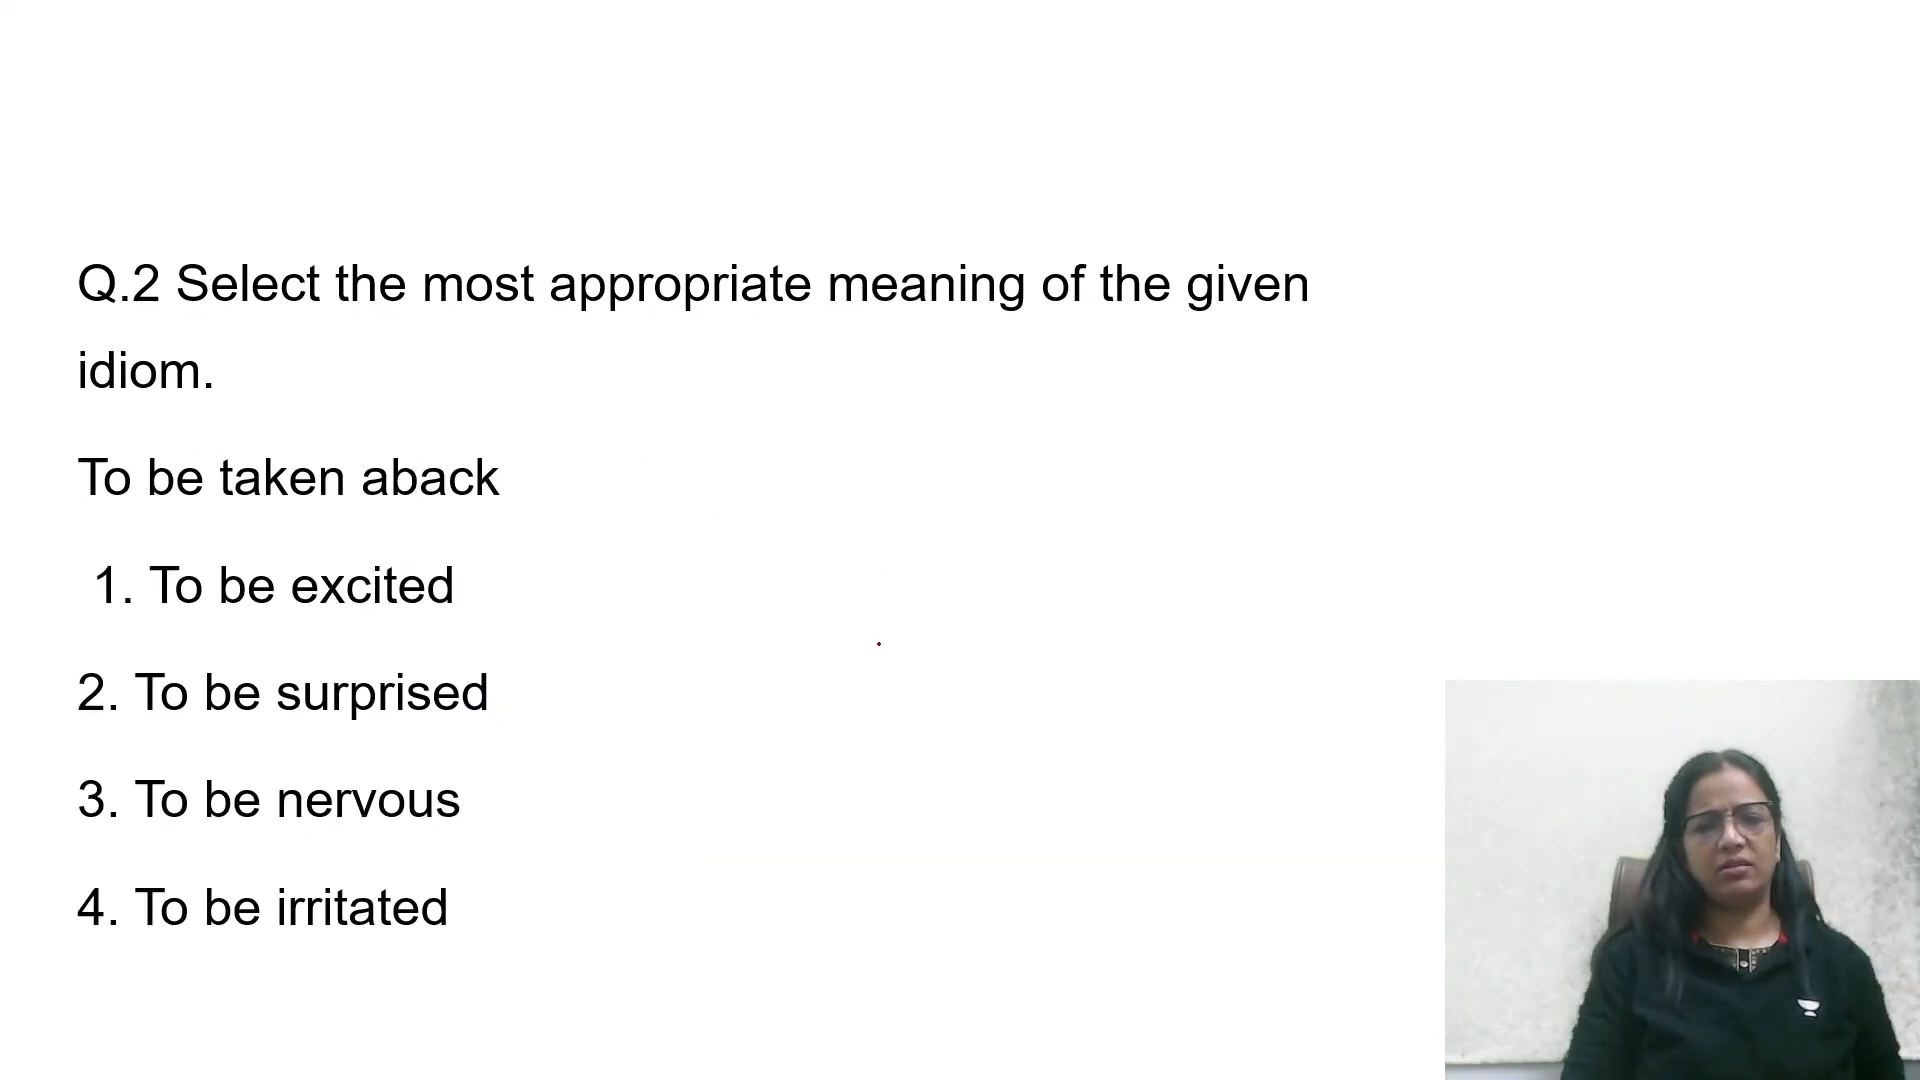 Q.2 Select the most appropriate meaning of the given
idiom.
To be taken aback
1. To be excited
2. To be surprised
3. To be nervous
4. To be irritated